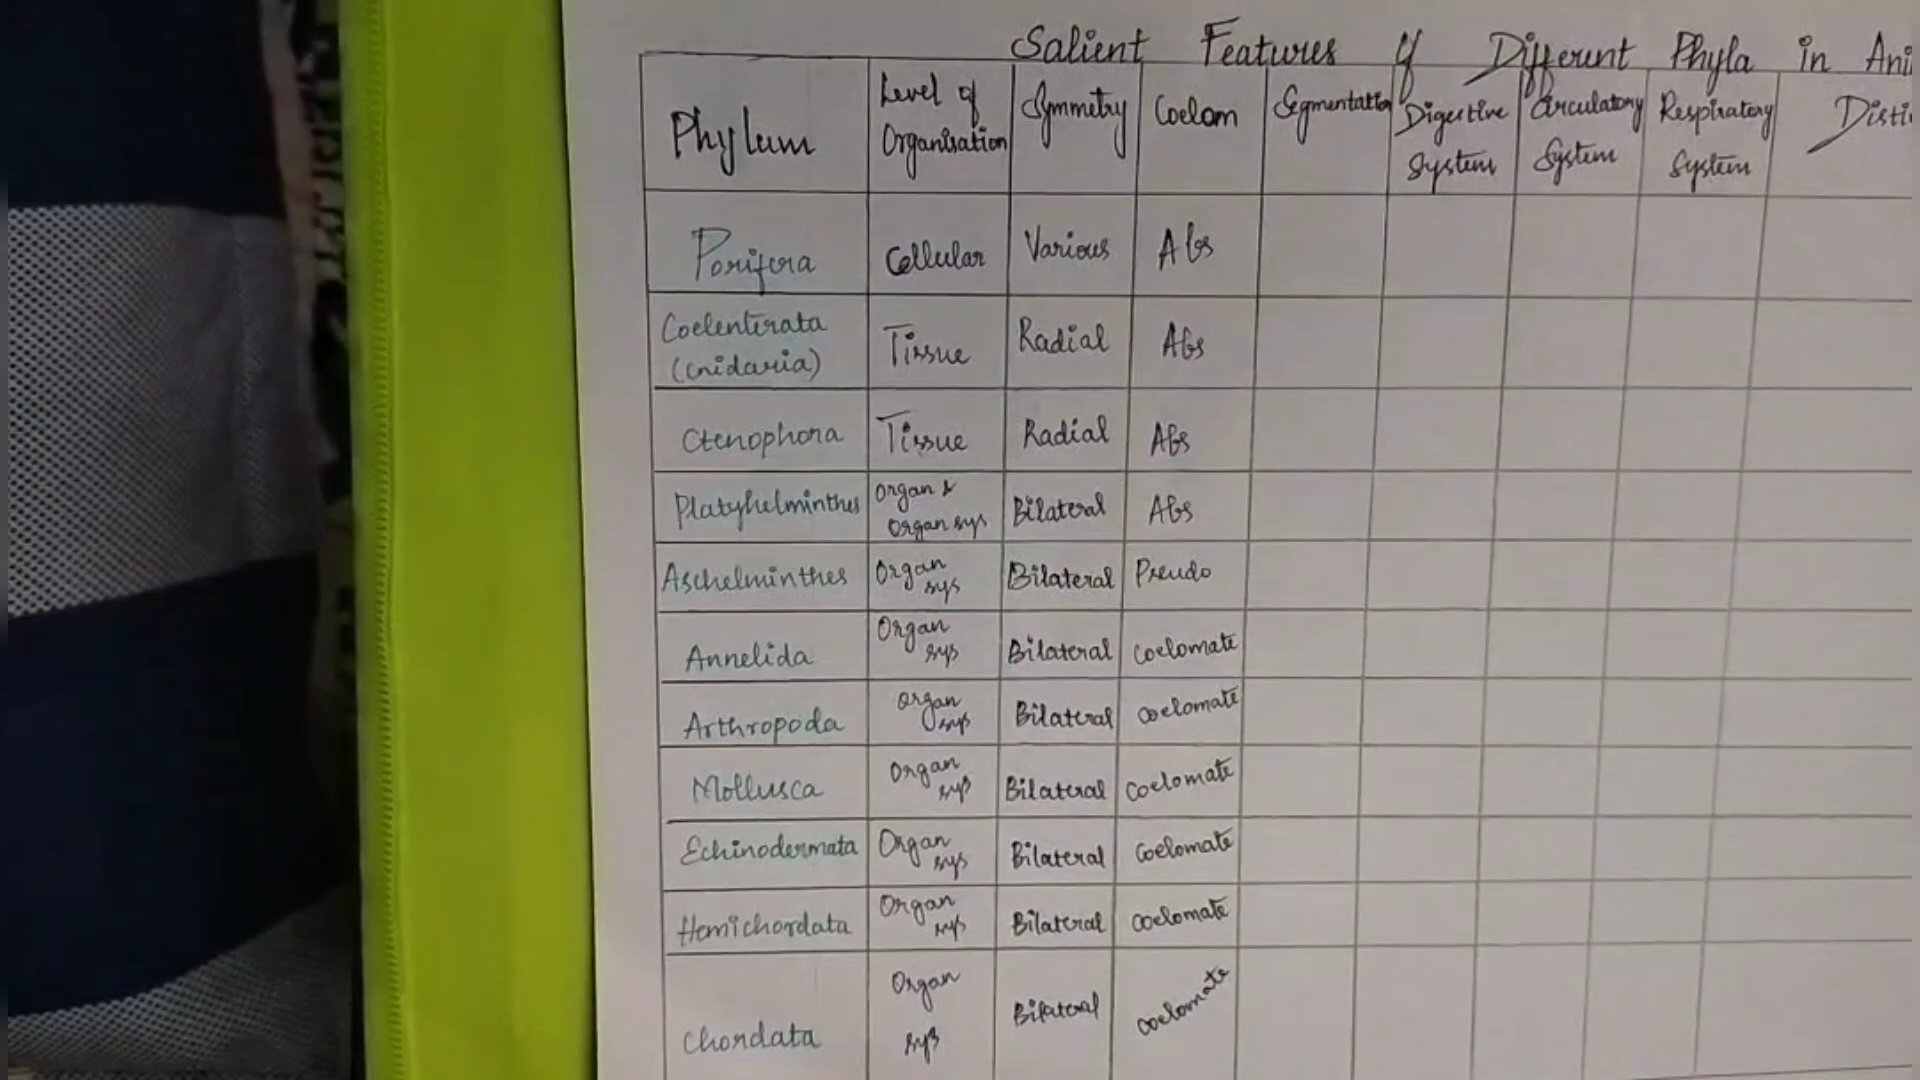 Salient Features of Different Phyla in Ani
Phylum
Level of
Organisation
Symmetry
Coelom
Segmentation
Digestive
System
Circulatory
System
Respiratory
System
Disti
Porifera
Cellular
Various
Abs
Coelenterata
(Cnidaria)
Tissue
Radial
Abs
Ctenophora
Tissue
Radial
Abs
Platyhelminthes
Organ &
Organ sys
Bilateral
Abs
Aschelminthes
Organ
sys
Bilateral
Pseudo
Annelida
Organ
sys
Bilateral
Coelomate
Arthropoda
Organ
sys
Bilateral
Coelomate
Mollusca
Organ
sys
Bilateral
Coelomate
Echinodermata
Organ
sys
Bilateral
Coelomate
Hemichordata
Organ
sys
Bilateral
Coelomate
Chordata
Organ
sys
Bilateral
Coelomate